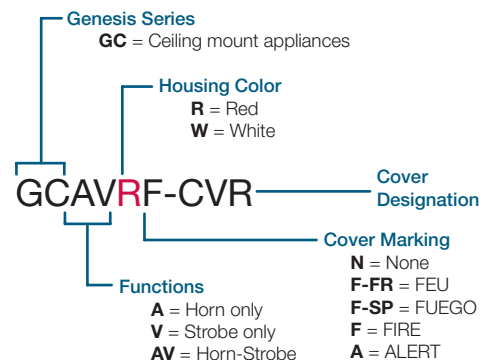 Genesis Series
GC = Ceiling mount appliances
Housing Color
R = Red
W = White
GCAVRF-CVR
Cover
Designation
Cover Marking
N = None
F-FR = FEU
F-SP = FUEGO
F = FIRE
A = ALERT
Functions
A = Horn only
V = Strobe only
AV = Horn-Strobe